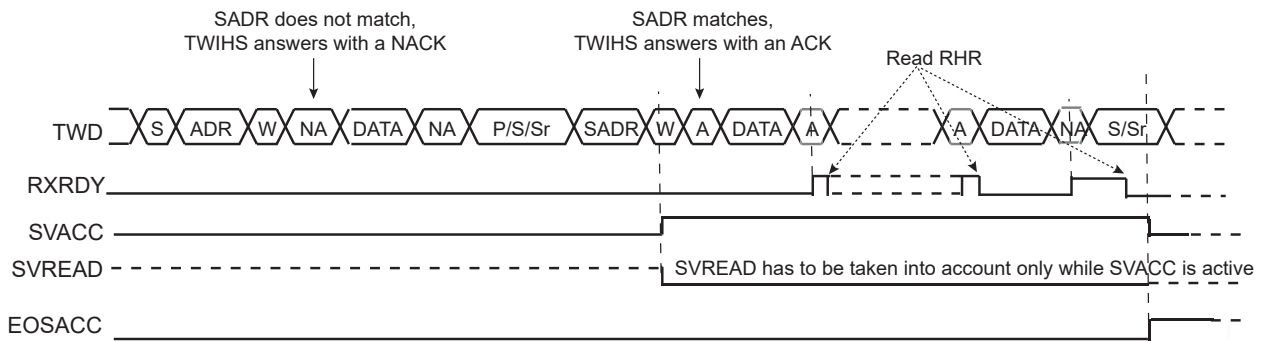 SADR does not match,
TWIHS answers with a NACK
SADR matches,
TWIHS answers with an ACK
Read RHR
TWD S ADR W NA DATA NA P/S/Sr SADR W A DATA A A DATA NA S/Sr
RXRDY
SVACC
SVREAD SVREAD has to be taken into account only while SVACC is active
EOSACC